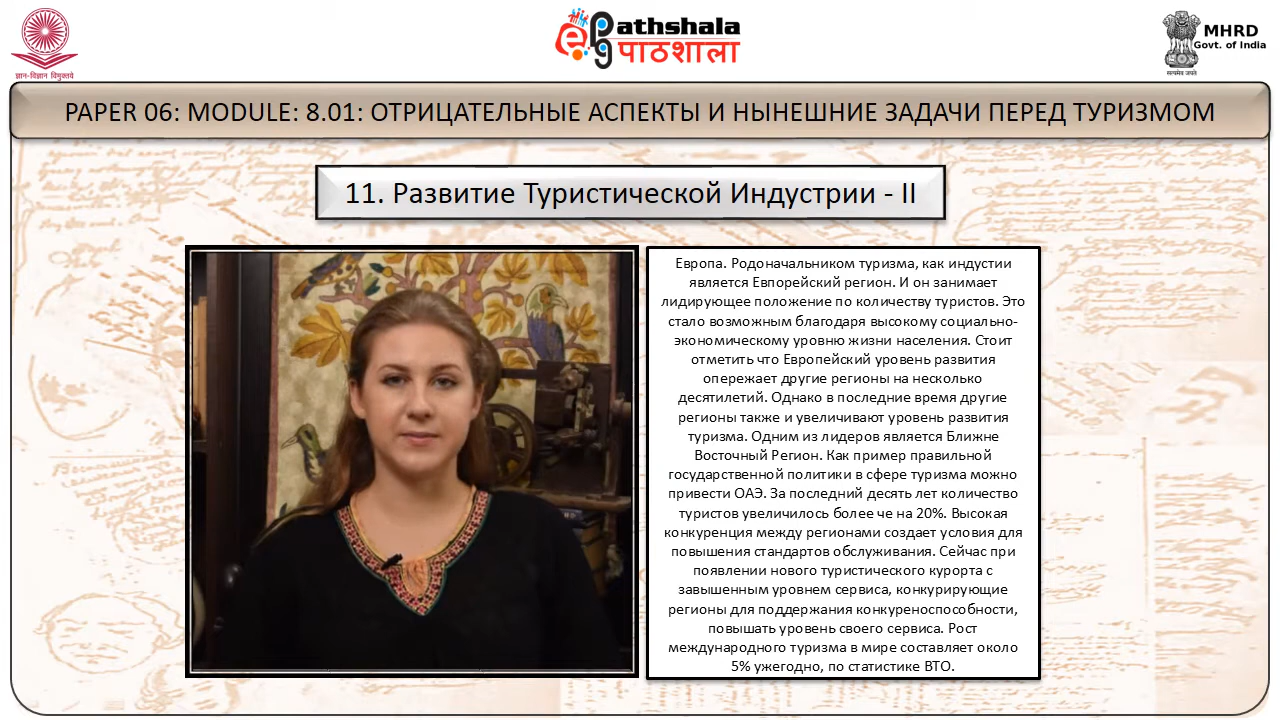 ज्ञान-विज्ञान विमुक्तये
ePgathshala
पाठशाला
MHRD
Govt. of India
सत्यमेव जयते
PAPER 06: MODULE: 8.01: ОТРИЦАТЕЛЬНЫЕ АСПЕКТЫ И НЫНЕШНИЕ ЗАДАЧИ ПЕРЕД ТУРИЗМОМ
11. Развитие Туристической Индустрии - II
Европа. Родоначальником туризма, как индустии
является Евпорейский регион. И он занимает
лидирующее положение по количеству туристов. Это
стало возможным благодаря высокому социально-
экономическому уровню жизни населения. Стоит
отметить что Европейский уровень развития
опережает другие регионы на несколько
десятилетий. Однако в последние время другие
регионы также и увеличивают уровень развития
туризма. Одним из лидеров является Ближне
Восточный Регион. Как пример правильной
государственной политики в сфере туризма можно
привести ОАЭ. За последний десять лет количество
туристов увеличилось более че на 20%. Высокая
конкуренция между регионами создает условия для
повышения стандартов обслуживания. Сейчас при
появлении нового туристического курорта с
завышенным уровнем сервиса, конкурирующие
регионы для поддержания конкуреноспособности,
повышать уровень своего сервиса. Рост
международного туризма в мире составляет около
5% ужегодно, по статистике ВТО.